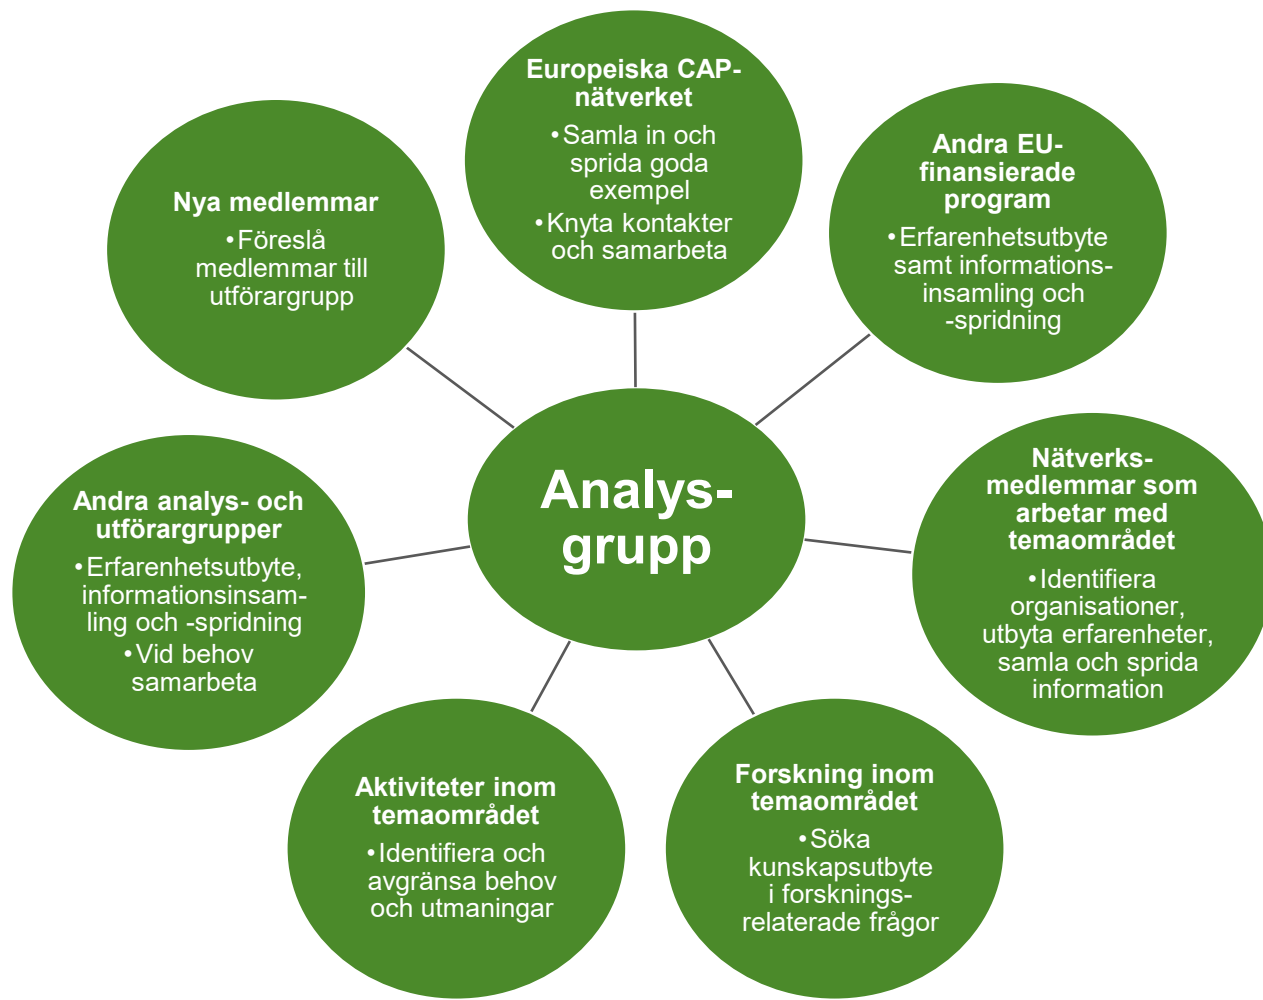 Europeiska CAP-
nätverket
•Samla in och
sprida goda
exempel
•Knyta kontakter
och samarbeta
Andra EU-
finansierade
program
•Erfarenhetsutbyte
samt informations-
insamling och
-spridning
Nätverks-
medlemmar som
arbetar med
temaområdet
•Identifiera
organisationer,
utbyta erfarenheter,
samla och sprida
information
Forskning inom
temaområdet
•Söka
kunskapsutbyte
i forsknings-
relaterade frågor
Aktiviteter inom
temaområdet
•Identifiera och
avgränsa behov
och utmaningar
Andra analys- och
utförargrupper
•Erfarenhetsutbyte,
informationsinsam-
ling och -spridning
•Vid behov
samarbeta
Nya medlemmar
•Föreslå
medlemmar till
utförargrupp
Analys-
grupp